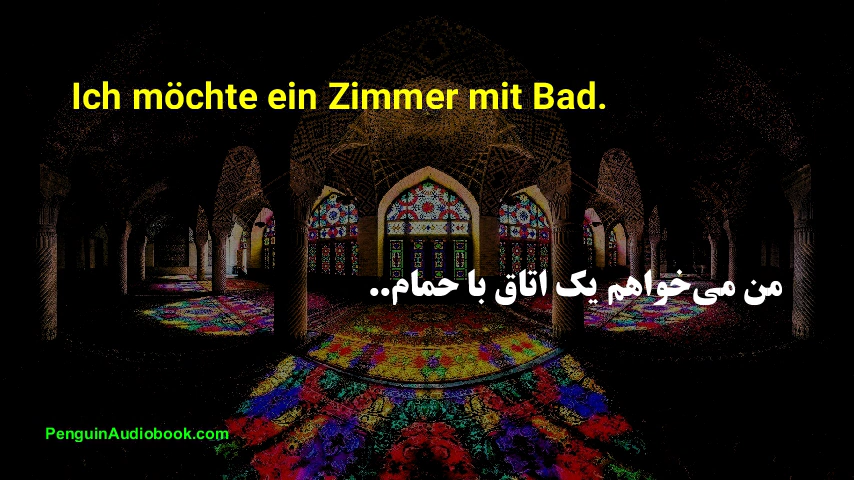 Ich möchte ein Zimmer mit Bad.
من می‌خواهم یک اتاق با حمام..
PenguinAudiobook.com